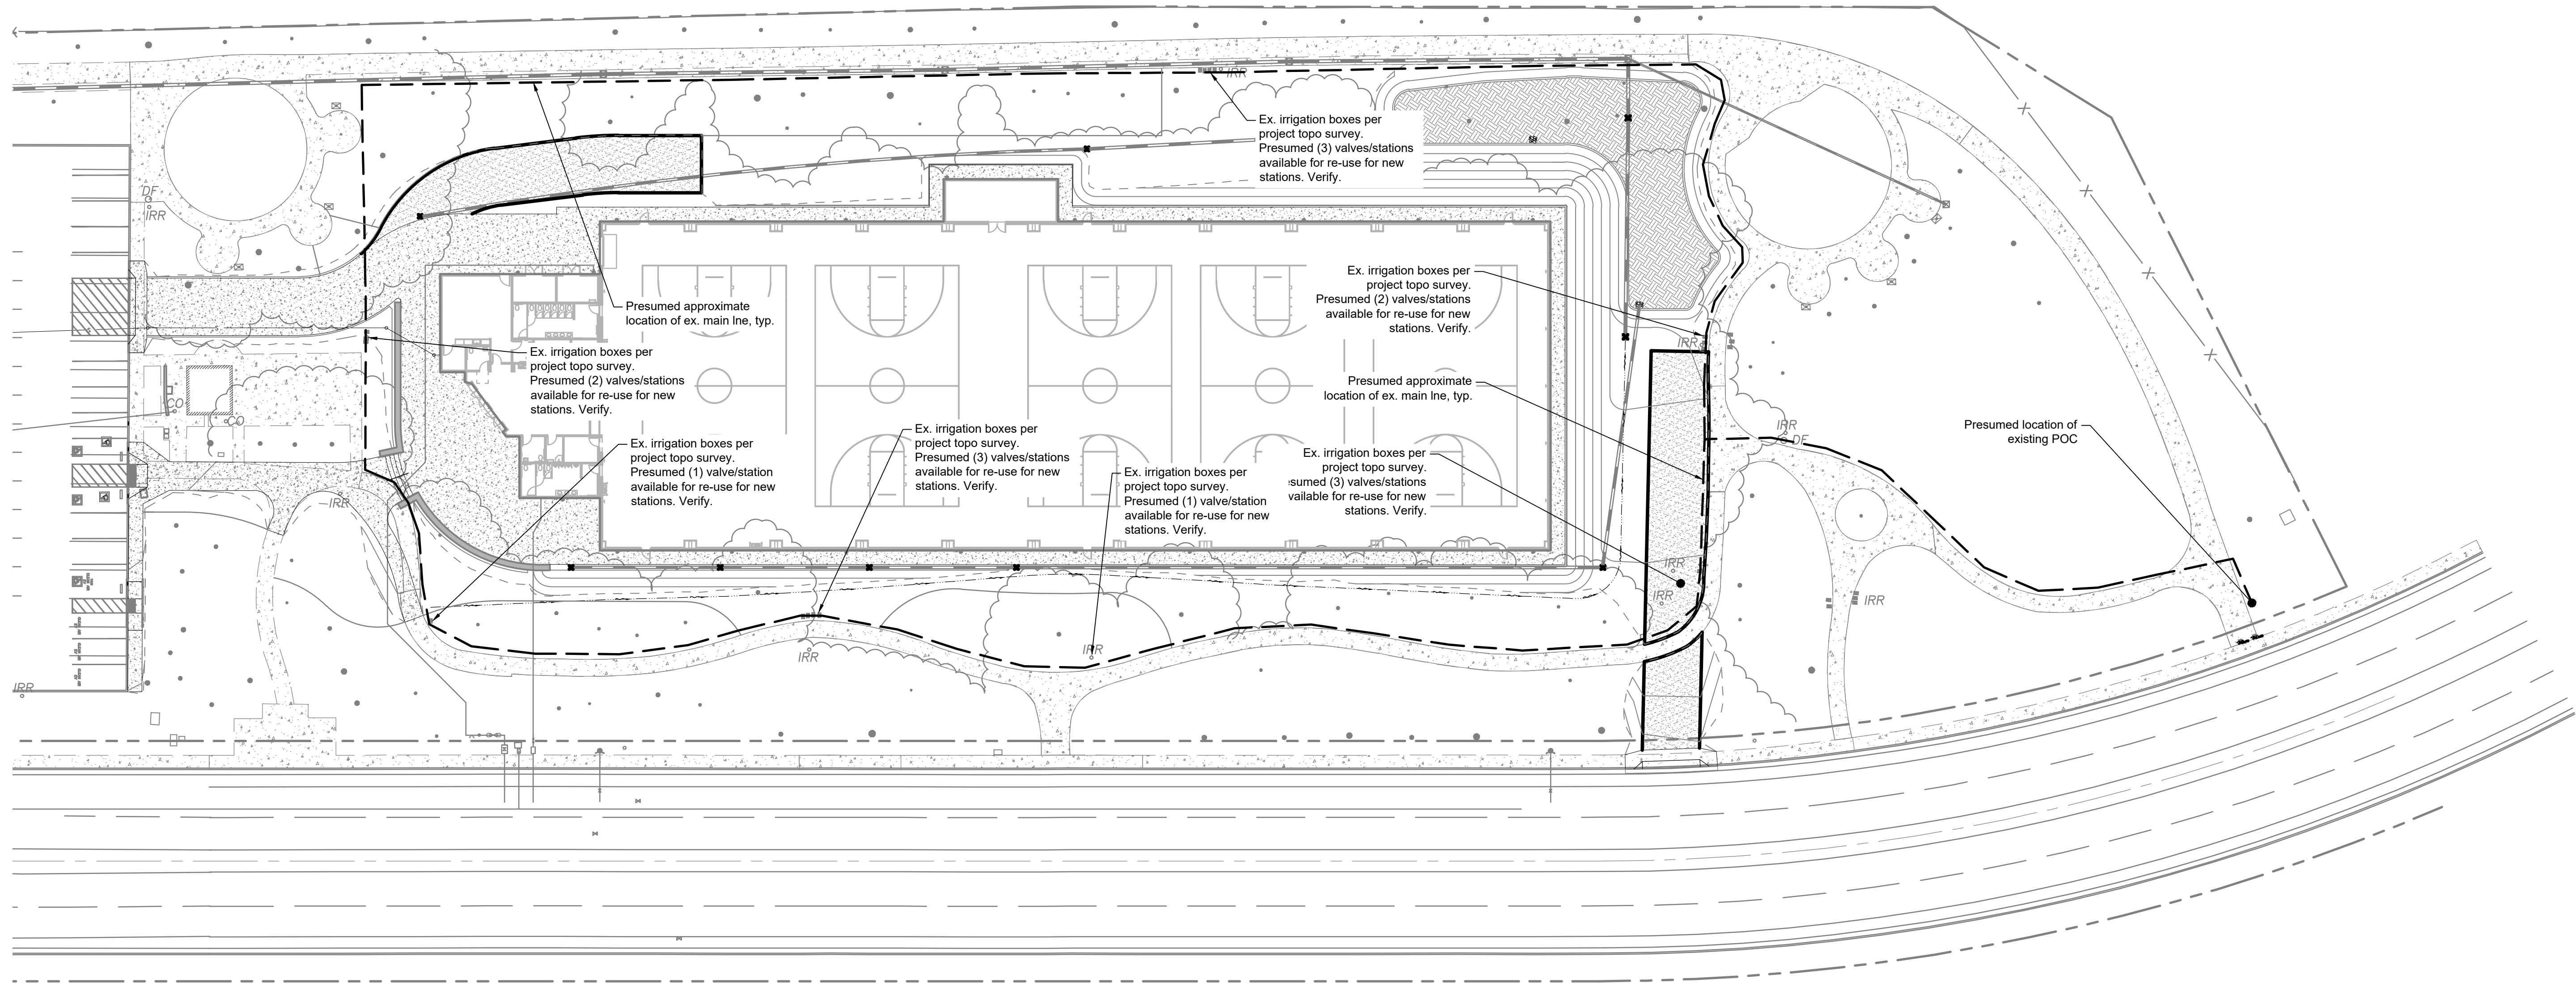 IRR
Ex. irrigation boxes per
project topo survey.
Presumed (3) valves/stations
available for re-use for new
stations. Verify.
DF
IRR
Presumed approximate
location of ex. main lne, typ.
Ex. irrigation boxes per
project topo survey.
Presumed (2) valves/stations
available for re-use for new
stations. Verify.
IRR
Ex. irrigation boxes per
project topo survey.
Presumed (2) valves/stations
available for re-use for new
stations. Verify.
Presumed approximate
location of ex. main lne, typ.
CO
CO
IRR
DF
Presumed location of
existing POC
Ex. irrigation boxes per
project topo survey.
Presumed (1) valve/station
available for re-use for new
stations. Verify.
Ex. irrigation boxes per
project topo survey.
Presumed (3) valves/stations
available for re-use for new
stations. Verify.
Ex. irrigation boxes per
project topo survey.
Presumed (1) valve/station
available for re-use for new
stations. Verify.
Ex. irrigation boxes per
project topo survey.
sumed (3) valves/stations
vailable for re-use for new
stations. Verify.
IRR
IRR
IRR
IRR
IRR
IRR
IRR